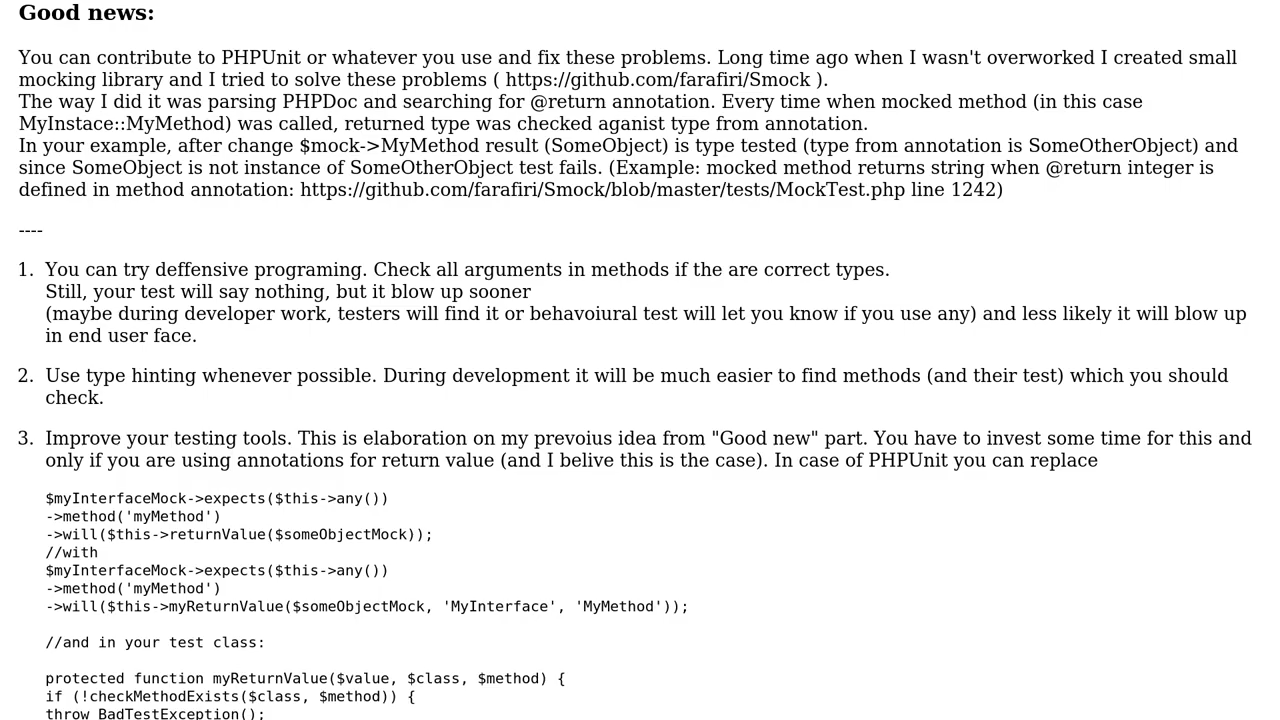 Good news:
You can contribute to PHPUnit or whatever you use and fix these problems. Long time ago when I wasn't overworked I created small
mocking library and I tried to solve these problems ( https://github.com/farafiri/Smock ).
The way I did it was parsing PHPDoc and searching for @return annotation. Every time when mocked method (in this case
MyInstace::MyMethod) was called, returned type was checked aganist type from annotation.
In your example, after change $mock->MyMethod result (SomeObject) is type tested (type from annotation is SomeOtherObject) and
since SomeObject is not instance of SomeOtherObject test fails. (Example: mocked method returns string when @return integer is
defined in method annotation: https://github.com/farafiri/Smock/blob/master/tests/MockTest.php line 1242)
----
1. You can try deffensive programing. Check all arguments in methods if the are correct types.
Still, your test will say nothing, but it blow up sooner
(maybe during developer work, testers will find it or behavoiural test will let you know if you use any) and less likely it will blow up
in end user face.
2. Use type hinting whenever possible. During development it will be much easier to find methods (and their test) which you should
check.
3. Improve your testing tools. This is elaboration on my prevoius idea from "Good new" part. You have to invest some time for this and
only if you are using annotations for return value (and I belive this is the case). In case of PHPUnit you can replace
$myInterfaceMock->expects($this->any())
->method('myMethod')
->will($this->returnValue($someObjectMock));
//with
$myInterfaceMock->expects($this->any())
->method('myMethod')
->will($this->myReturnValue($someObjectMock, 'MyInterface', 'MyMethod'));
//and in your test class:
protected function myReturnValue($value, $class, $method) {
if (!checkMethodExists($class, $method)) {
throw BadTestException();